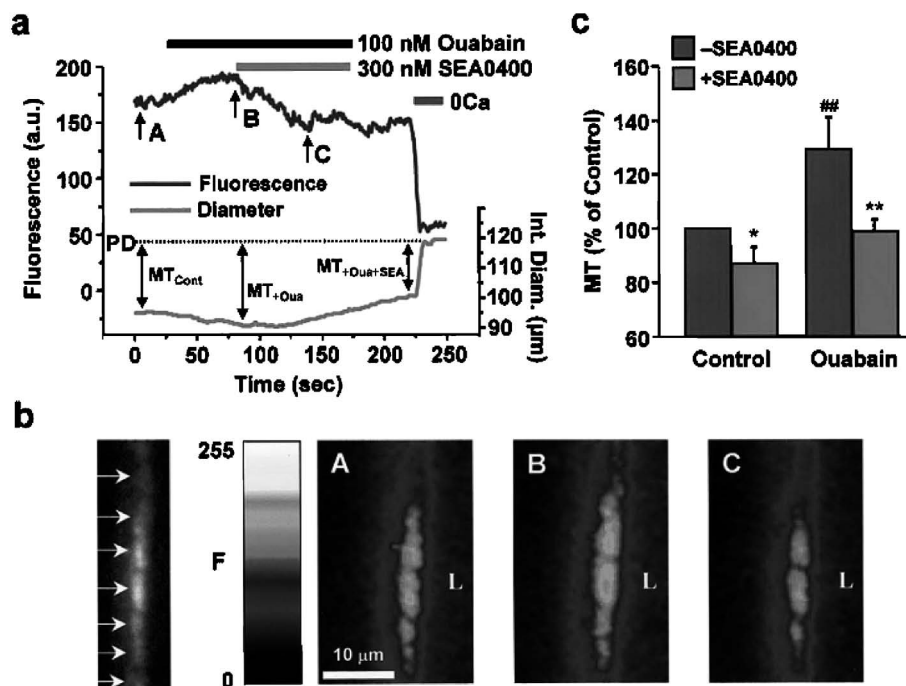 a
100 nM Ouabain
300 nM SEA0400
0Ca
Fluorescence (a.u.)
200
150
100
50
0
A
B
C
Fluorescence
Diameter
PD
MTCont
MT+Oua
MT+Oua+SEA
120
110
100
90
Int. Diam. (μm)
0 50 100 150 200 250
Time (sec)
c
–SEA0400
+SEA0400
MT (% of Control)
160
140
120
100
80
60
*
##
**
Control Ouabain
b
255
F
0
A
L
10 μm
B
L
C
L